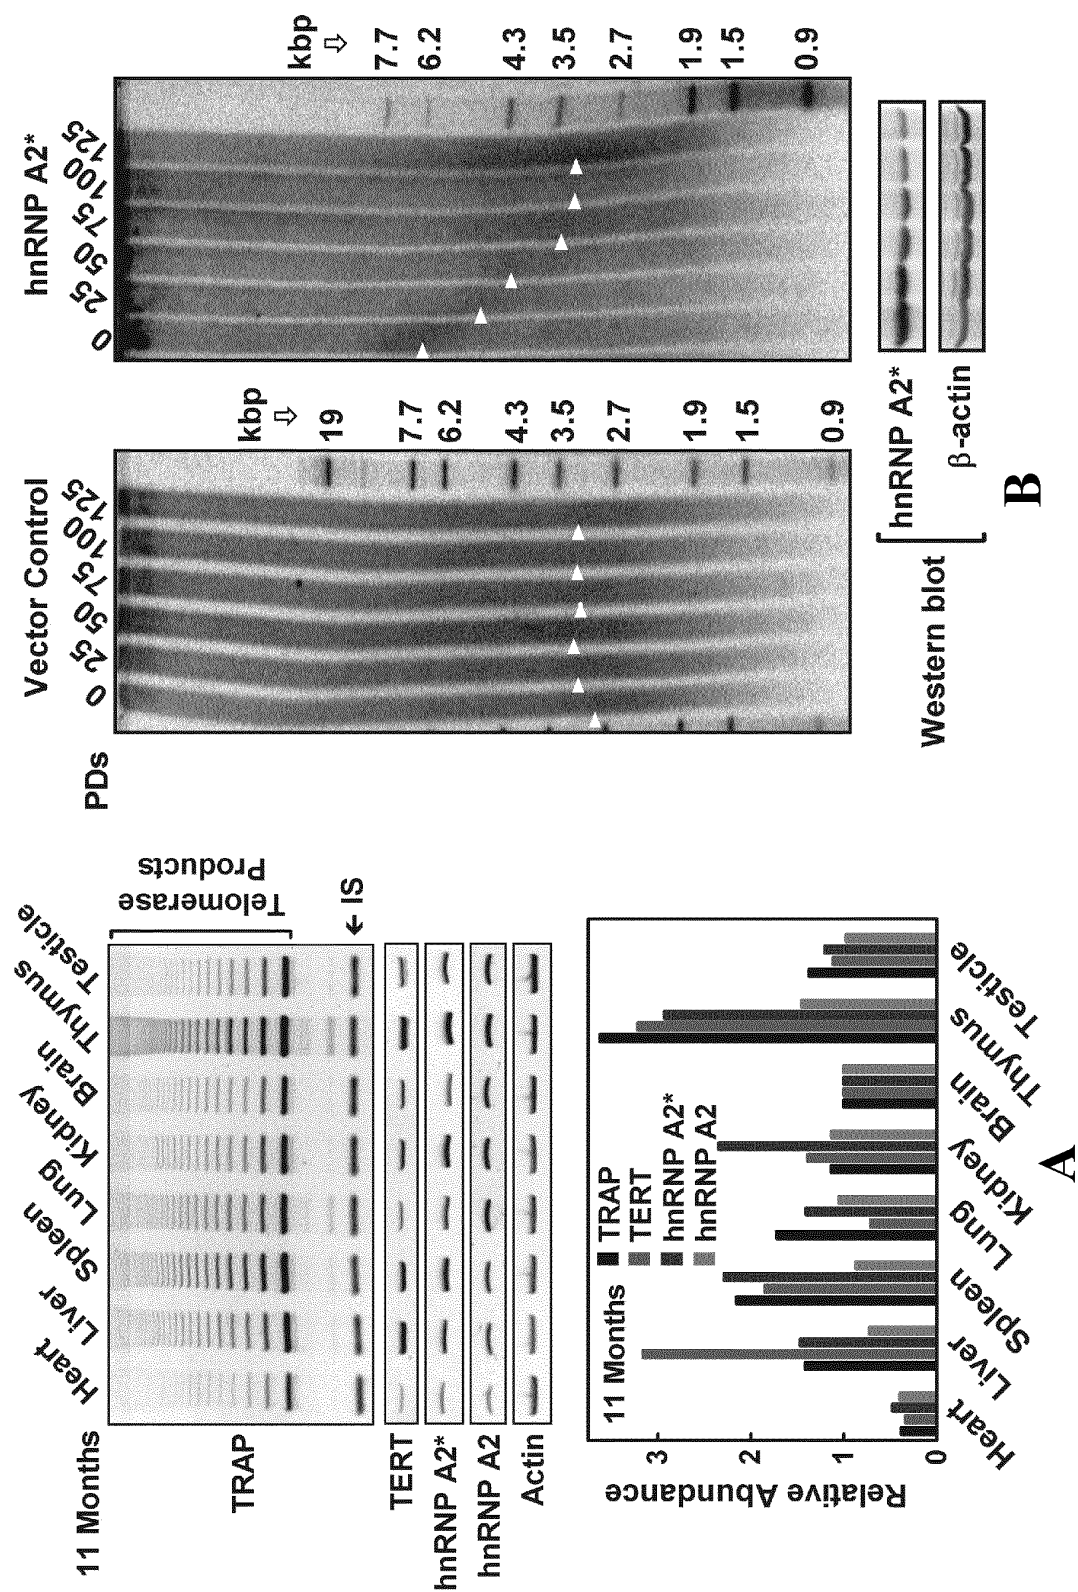 11 Months
Heart Liver Spleen Lung Kidney Brain Thymus Testicle
TRAP
Telomerase
Products
← IS
TERT
hnRNP A2*
hnRNP A2
Actin
11 Months
TRAP
TERT
hnRNP A2*
hnRNP A2
Relative Abundance
3
2
1
0
Heart Liver Spleen Lung Kidney Brain Thymus Testicle
A
Vector Control
PDs 0 25 50 75 100 125
kbp
19
7.7
6.2
4.3
3.5
2.7
1.9
1.5
0.9
hnRNP A2*
0 25 50 75 100 125
kbp
7.7
6.2
4.3
3.5
2.7
1.9
1.5
0.9
Western blot
hnRNP A2*
β-actin
B